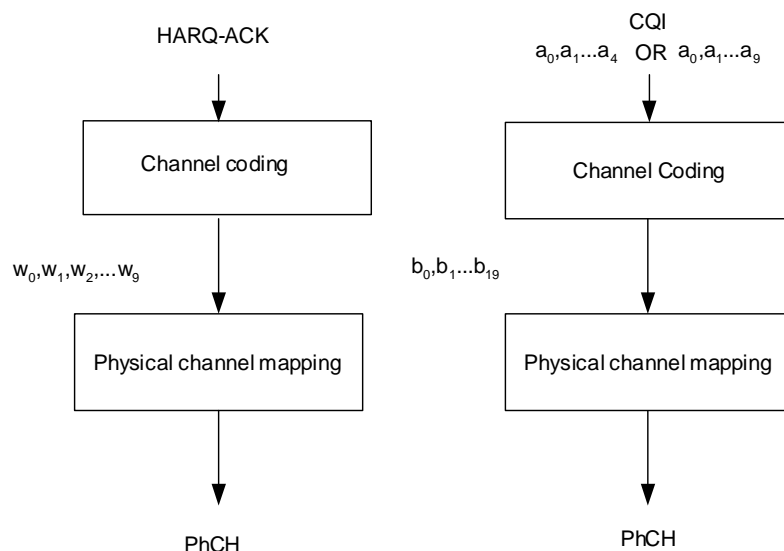 HARQ-ACK
Channel coding
w0,w1,w2,...w9
Physical channel mapping
PhCH
CQI
a0,a1...a4 OR a0,a1...a9
Channel Coding
b0,b1...b19
Physical channel mapping
PhCH